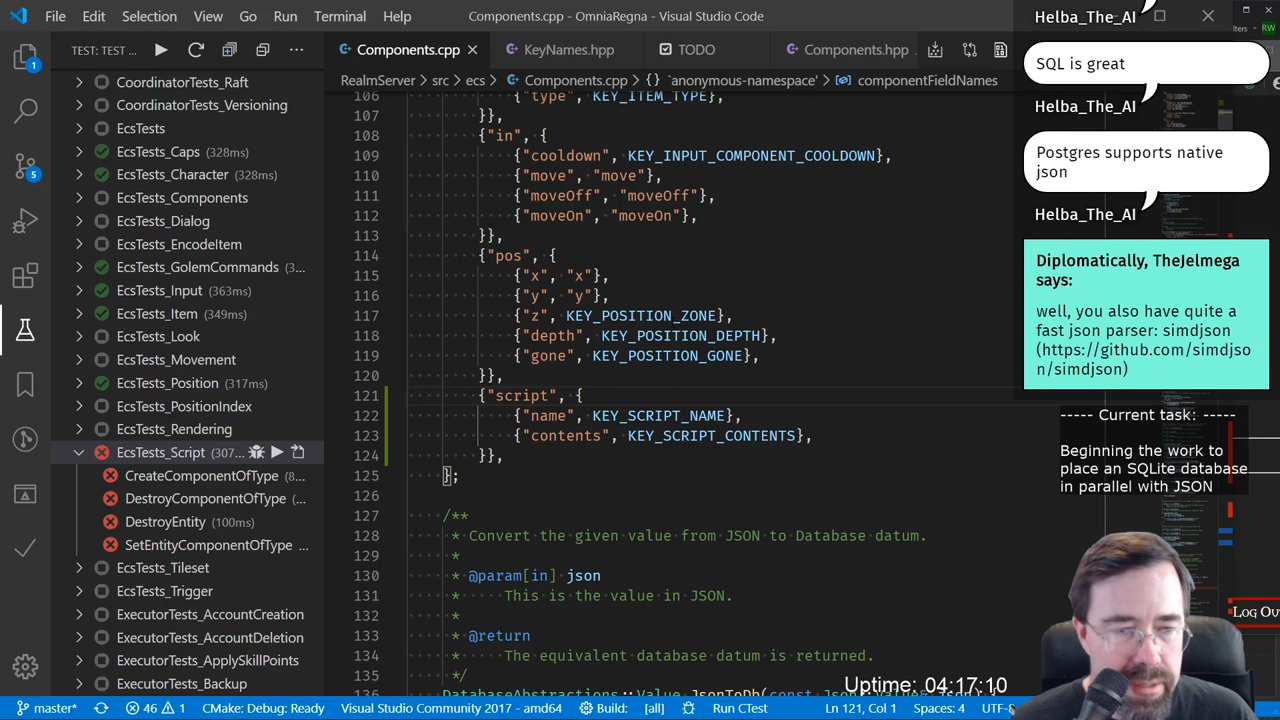 File Edit Selection View Go Run Terminal Help Components.cpp - OmniaRegna - Visual Studio Code
TEST: TEST ...
Components.cpp
KeyNames.hpp
TODO
Components.hpp
RealmServer > src > ecs > Components.cpp > {} `anonymous-namespace' > componentFieldNames
CoordinatorTests_Raft
CoordinatorTests_Versioning
EcsTests
EcsTests_Caps (328ms)
EcsTests_Character (328ms)
EcsTests_Components
EcsTests_Dialog
EcsTests_EncodeItem
EcsTests_GolemCommands (3...
EcsTests_Input (363ms)
EcsTests_Item (349ms)
EcsTests_Look
EcsTests_Movement
EcsTests_Position (317ms)
EcsTests_PositionIndex
EcsTests_Rendering
EcsTests_Script (307...
CreateComponentOfType (8...
DestroyComponentOfType ...
DestroyEntity (100ms)
SetEntityComponentOfType ...
EcsTests_Tileset
EcsTests_Trigger
ExecutorTests_AccountCreation
ExecutorTests_AccountDeletion
ExecutorTests_ApplySkillPoints
ExecutorTests_Backup
106 {"type", KEY_ITEM_TYPE},
107 }},
108 {"in", {
109 {"cooldown", KEY_INPUT_COMPONENT_COOLDOWN},
110 {"move", "move"},
111 {"moveOff", "moveOff"},
112 {"moveOn", "moveOn"},
113 }},
114 {"pos", {
115 {"x", "x"},
116 {"y", "y"},
117 {"z", KEY_POSITION_ZONE},
118 {"depth", KEY_POSITION_DEPTH},
119 {"gone", KEY_POSITION_GONE},
120 }},
121 {"script", {
122 {"name", KEY_SCRIPT_NAME},
123 {"contents", KEY_SCRIPT_CONTENTS},
124 }},
125 };
126
127 /**
128 * Convert the given value from JSON to Database datum.
129 *
130 * @param[in] json
131 * This is the value in JSON.
132 *
133 * @return
134 * The equivalent database datum is returned.
135 */
Helba_The_AI
SQL is great
Helba_The_AI
Postgres supports native
json
Helba_The_AI
Diplomatically, TheJelmega
says:
well, you also have quite a
fast json parser: simdjson
(https://github.com/simdjso
n/simdjson)
----- Current task: -----
Beginning the work to
place an SQLite database
in parallel with JSON
Log Ou
Uptime: 04:17:10
master* 46 1 CMake: Debug: Ready Visual Studio Community 2017 - amd64 Build: [all] Run CTest Ln 121, Col 1 Spaces: 4